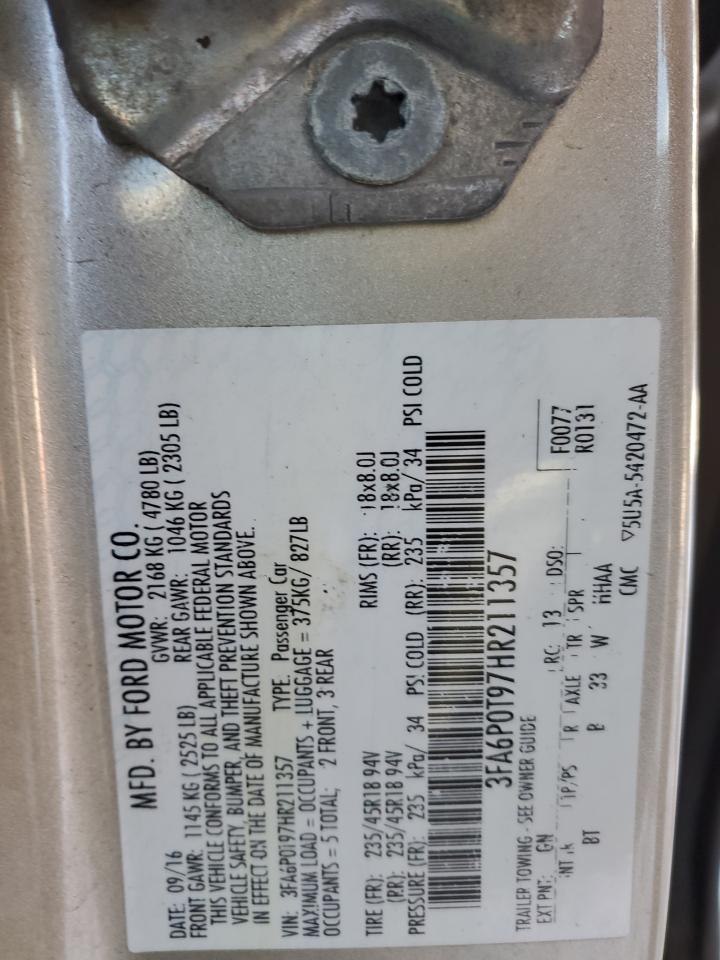 MFD. BY FORD MOTOR CO.
DATE: 09/16 GVWR: 2168 KG ( 4780 LB)
FRONT GAWR: 1145 KG ( 2525 LB) REAR GAWR: 1046 KG ( 2305 LB)
THIS VEHICLE CONFORMS TO ALL APPLICABLE FEDERAL MOTOR
VEHICLE SAFETY, BUMPER, AND THEFT PREVENTION STANDARDS
IN EFFECT ON THE DATE OF MANUFACTURE SHOWN ABOVE.
VIN: 3FA6P0T97HR211357 TYPE: Passenger Car
MAXIMUM LOAD = OCCUPANTS + LUGGAGE = 375KG/ 827LB
OCCUPANTS = 5 TOTAL; 2 FRONT, 3 REAR
TIRE (FR): 235/45R18 94V RIMS (FR): 18x8.0J
(RR): 235/45R18 94V (RR): 18x8.0J
PRESSURE (FR): 235 kPa/ 34 PSI COLD (RR): 235 kPa/ 34 PSI COLD
3FA6P0T97HR211357
TRAILER TOWING - SEE OWNER GUIDE
F0077
EXT PNT: GN RC: 13 DSO: R0131
TP/PS R AXLE TR SPR
BT B 33 W HHAA
CMC ▽5U5A-5420472-AA